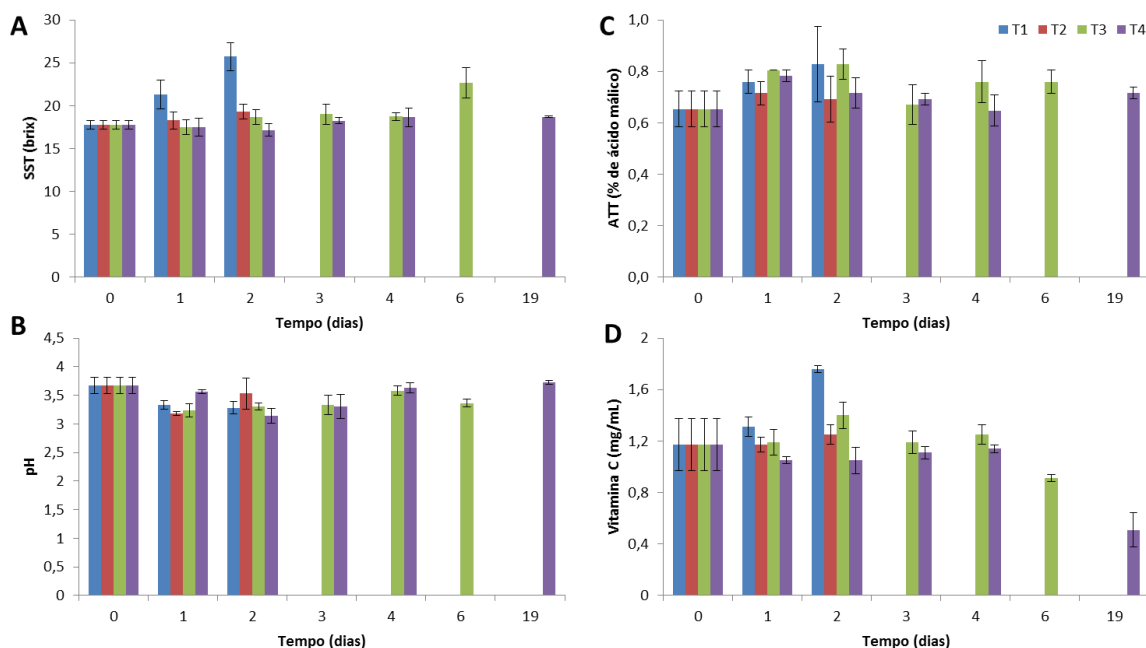 A
SST (brix)
30
25
20
15
10
5
0
0 1 2 3 4 6 19
Tempo (dias)
B
pH
4,5
4
3,5
3
2,5
2
1,5
1
0,5
0
0 1 2 3 4 6 19
Tempo (dias)
C
T1 T2 T3 T4
ATT (% de ácido málico)
1,0
0,8
0,6
0,4
0,2
0,0
0 1 2 3 4 6 19
Tempo (dias)
D
Vitamina C (mg/mL)
2
1,6
1,2
0,8
0,4
0
0 1 2 3 4 6 19
Tempo (dias)